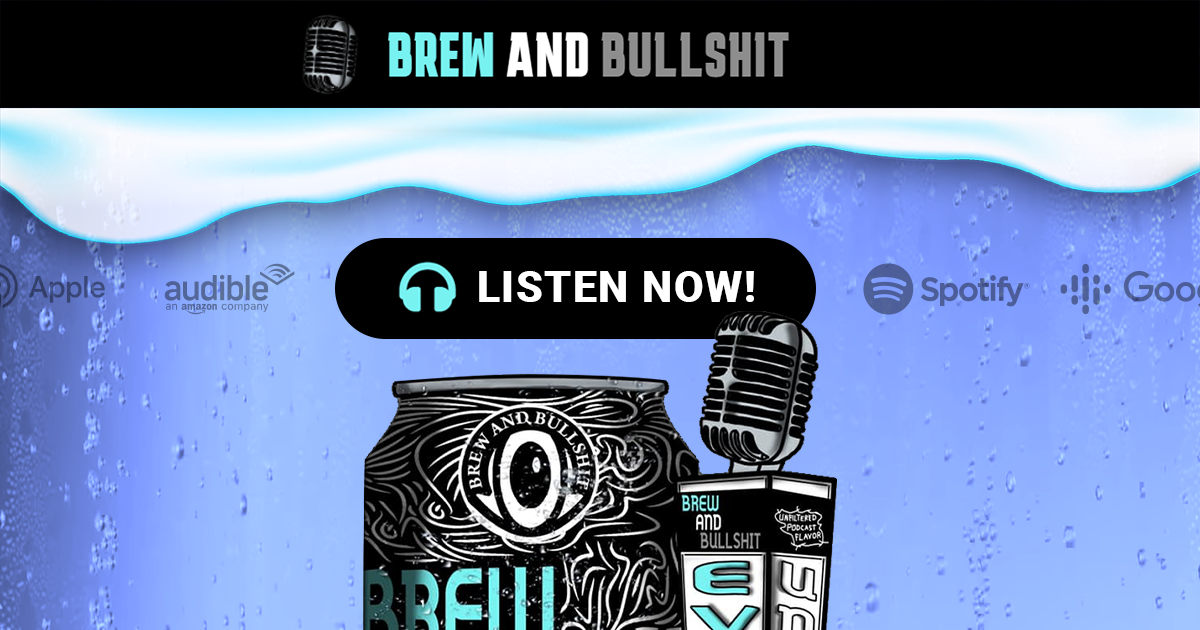 BREW AND BULLSHIT
Apple
audible
an amazon company
LISTEN NOW!
Spotify
BREW AND BULLSHIT
BREW
AND
BULLSHIT
UNFILTERED
PODCAST
FLAVOR
BREW